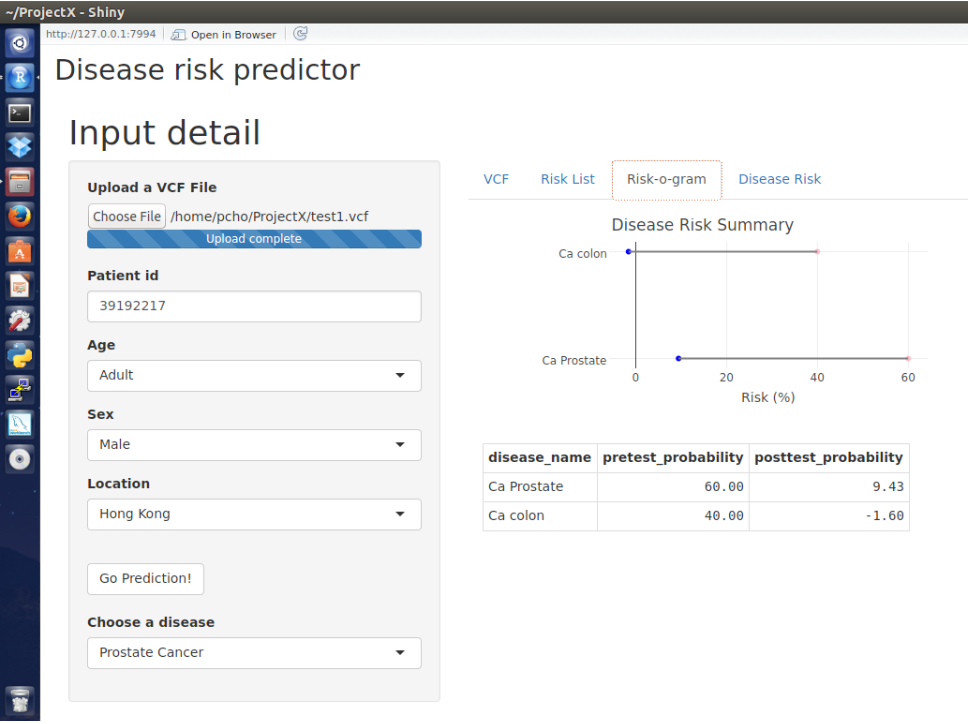 ~/ProjectX - Shiny
http://127.0.0.1:7994 Open in Browser
Disease risk predictor
Input detail
Upload a VCF File
Choose File /home/pcho/ProjectX/test1.vcf
Upload complete
Patient id
39192217
Age
Adult
Sex
Male
Location
Hong Kong
Go Prediction!
Choose a disease
Prostate Cancer
VCF Risk List Risk-o-gram Disease Risk
Disease Risk Summary
Ca colon
Ca Prostate
0 20 40 60
Risk (%)
disease_name pretest_probability posttest_probability
Ca Prostate 60.00 9.43
Ca colon 40.00 -1.60